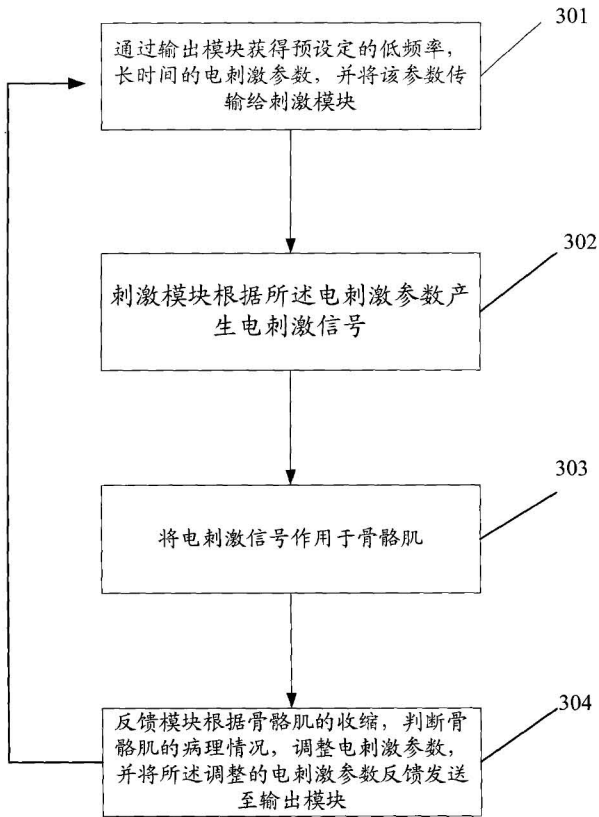 301
通过输出模块获得预设定的低频率，
长时间的电刺激参数，并将该参数传
输给刺激模块
302
刺激模块根据所述电刺激参数产
生电刺激信号
303
将电刺激信号作用于骨骼肌
304
反馈模块根据骨骼肌的收缩，判断骨
骼肌的病理情况，调整电刺激参数，
并将所述调整的电刺激参数反馈发送
至输出模块